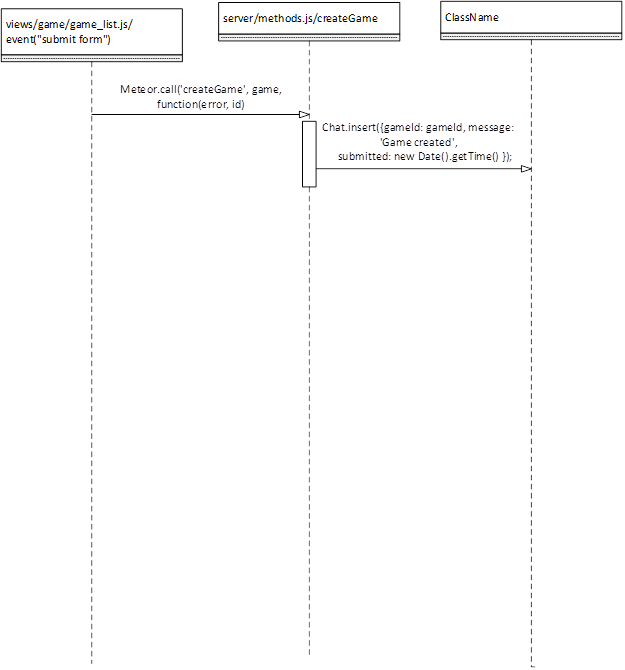 views/game/game_list.js/
event("submit form")
server/methods.js/createGame
ClassName
Meteor.call('createGame', game,
function(error, id)
Chat.insert({gameId: gameId, message:
'Game created',
submitted: new Date().getTime() });